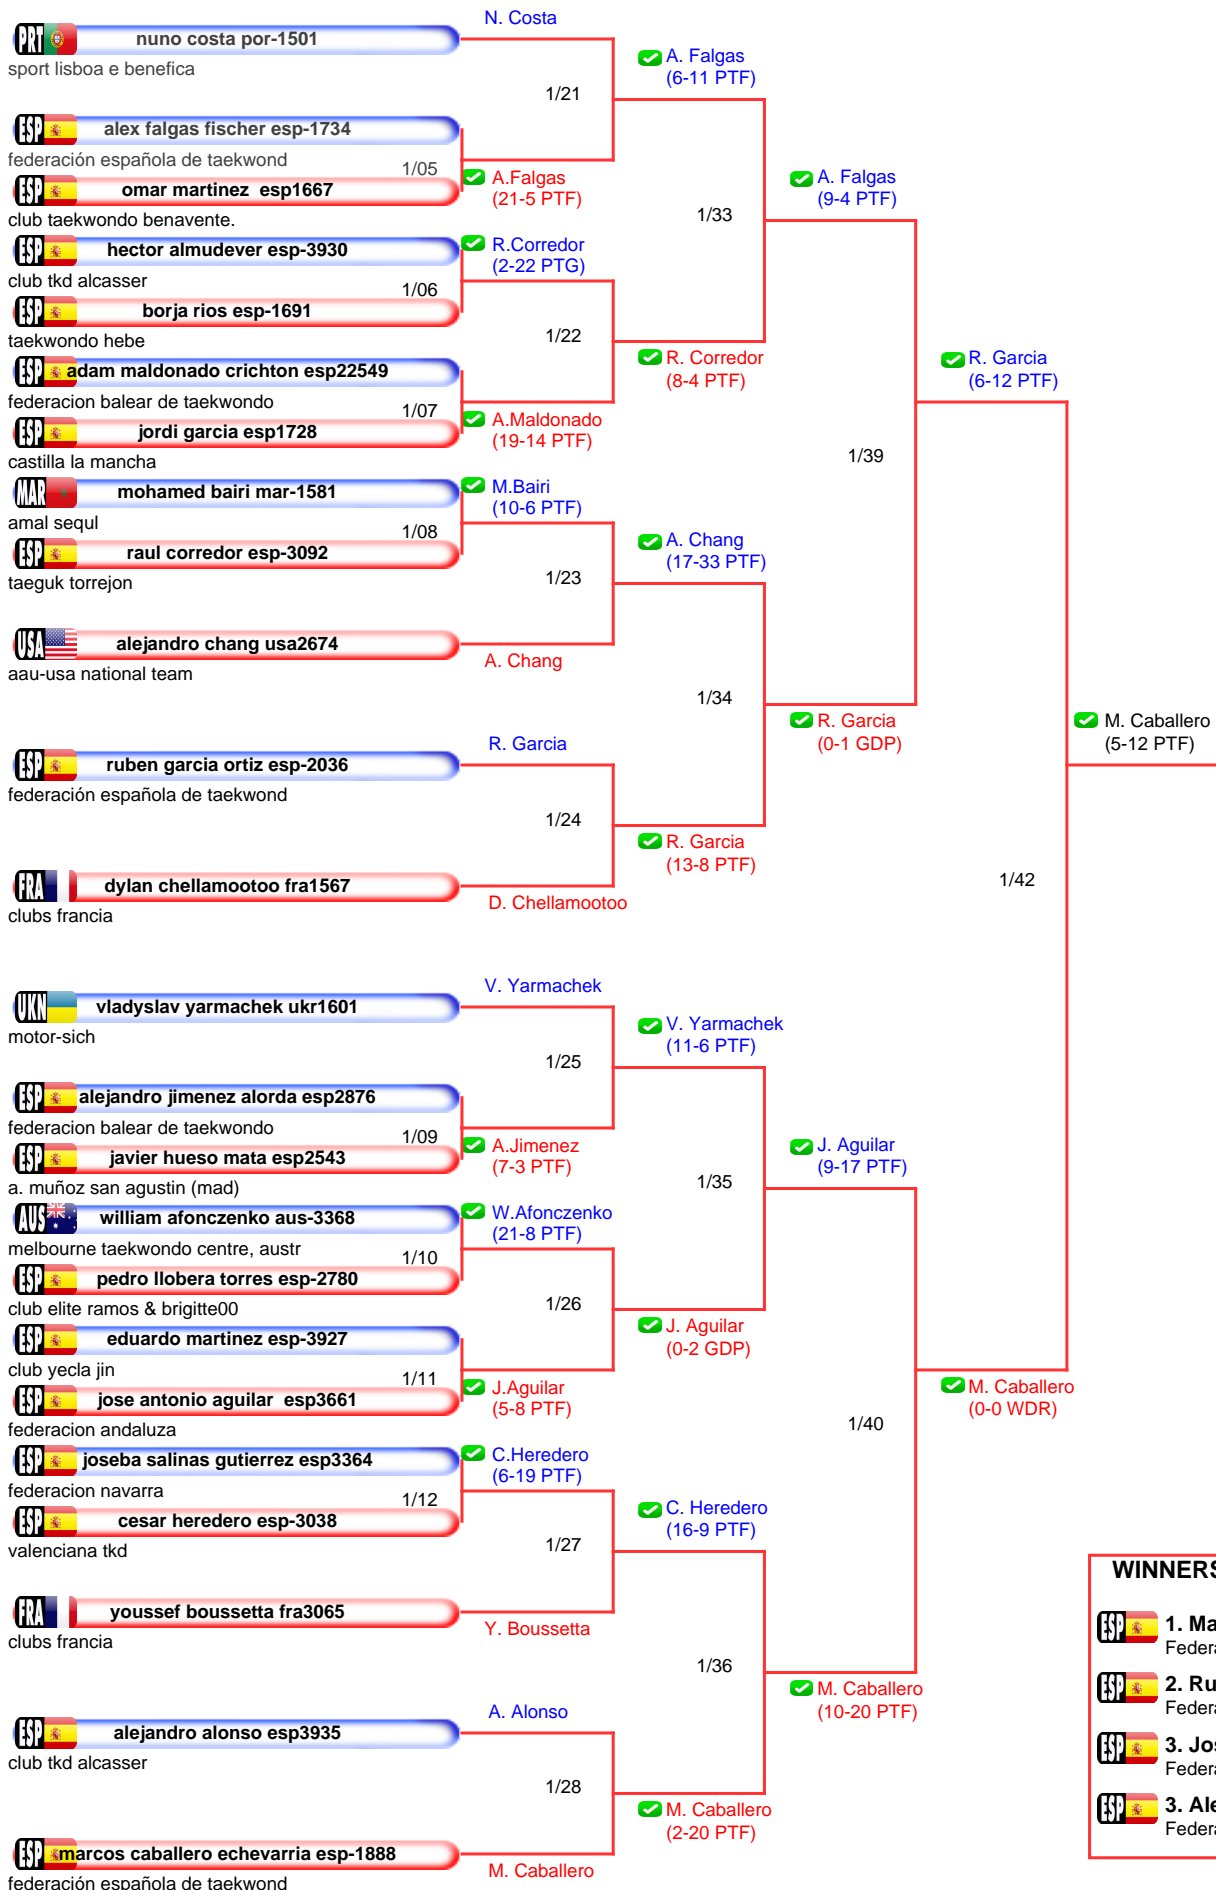 N. Costa
PRT nuno costa por-1501
sport lisboa e benefica
A. Falgas
(6-11 PTF)
1/21
ESP alex falgas fischer esp-1734
federación española de taekwond
1/05
A.Falgas
(21-5 PTF)
ESP omar martinez esp1667
club taekwondo benavente.
A. Falgas
(9-4 PTF)
1/33
ESP hector almudever esp-3930
club tkd alcasser
R.Corredor
(2-22 PTG)
1/06
ESP borja rios esp-1691
taekwondo hebe
1/22
R. Corredor
(8-4 PTF)
R. Garcia
(6-12 PTF)
ESP adam maldonado crichton esp22549
federacion balear de taekwondo
1/07
A.Maldonado
(19-14 PTF)
ESP jordi garcia esp1728
castilla la mancha
1/39
MAR mohamed bairi mar-1581
amal sequl
M.Bairi
(10-6 PTF)
1/08
ESP raul corredor esp-3092
taeguk torrejon
A. Chang
(17-33 PTF)
1/23
USA alejandro chang usa2674
aau-usa national team
A. Chang
1/34
R. Garcia
(0-1 GDP)
M. Caballero
(5-12 PTF)
R. Garcia
ESP ruben garcia ortiz esp-2036
federación española de taekwond
1/24
R. Garcia
(13-8 PTF)
FRA dylan chellamootoo fra1567
clubs francia
D. Chellamootoo
1/42
V. Yarmachek
UKN vladyslav yarmachek ukr1601
motor-sich
V. Yarmachek
(11-6 PTF)
1/25
ESP alejandro jimenez alorda esp2876
federacion balear de taekwondo
1/09
A.Jimenez
(7-3 PTF)
ESP javier hueso mata esp2543
a. muñoz san agustin (mad)
J. Aguilar
(9-17 PTF)
1/35
AUS william afonczenko aus-3368
melbourne taekwondo centre, austr
W.Afonczenko
(21-8 PTF)
1/10
ESP pedro llobera torres esp-2780
club elite ramos & brigitte00
1/26
J. Aguilar
(0-2 GDP)
ESP eduardo martinez esp-3927
club yecla jin
1/11
J.Aguilar
(5-8 PTF)
ESP jose antonio aguilar esp3661
federacion andaluza
M. Caballero
(0-0 WDR)
1/40
ESP joseba salinas gutierrez esp3364
federacion navarra
C.Heredero
(6-19 PTF)
1/12
ESP cesar heredero esp-3038
valenciana tkd
C. Heredero
(16-9 PTF)
1/27
FRA youssef boussetta fra3065
clubs francia
Y. Boussetta
1/36
M. Caballero
(10-20 PTF)
A. Alonso
ESP alejandro alonso esp3935
club tkd alcasser
1/28
M. Caballero
(2-20 PTF)
ESP marcos caballero echevarria esp-1888
federación española de taekwond
M. Caballero
WINNERS
ESP 1. Ma
Federa
ESP 2. Ru
Federa
ESP 3. Jos
Federa
ESP 3. Ale
Federa